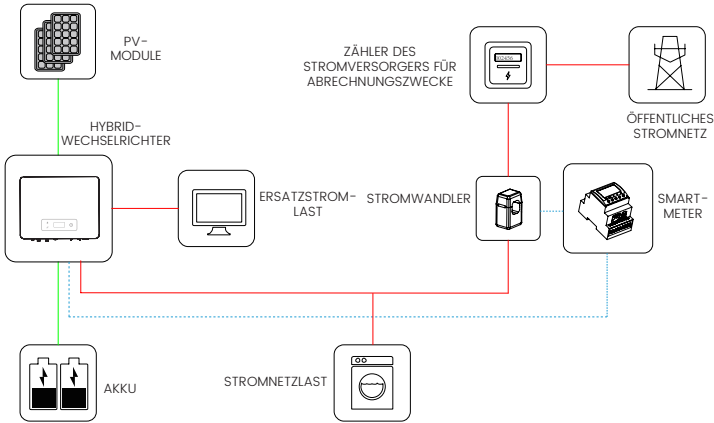 PV-
MODULE
ZÄHLER DES
STROMVERSORGERS FÜR
ABRECHNUNGSZWECKE
ÖFFENTLICHES
STROMNETZ
HYBRID-
WECHSELRICHTER
ERSATZSTROM-
LAST
STROMWANDLER
SMART-
METER
AKKU
STROMNETZLAST